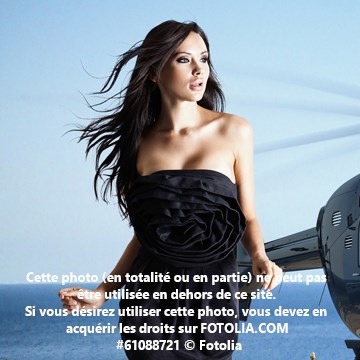 Cette photo (en totalité ou en partie) ne peut pas
être utilisée en dehors de ce site.
Si vous désirez utiliser cette photo, vous devez en
acquérir les droits sur FOTOLIA.COM
#61088721 © Fotolia